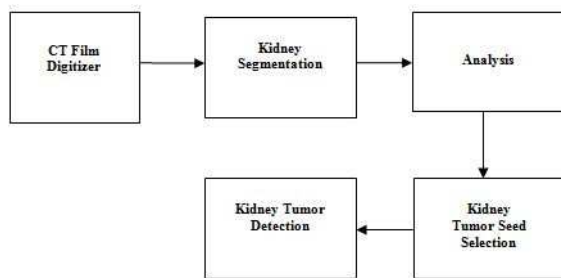 CT Film
Digitizer
Kidney
Segmentation
Analysis
Kidney
Tumor Seed
Selection
Kidney Tumor
Detection